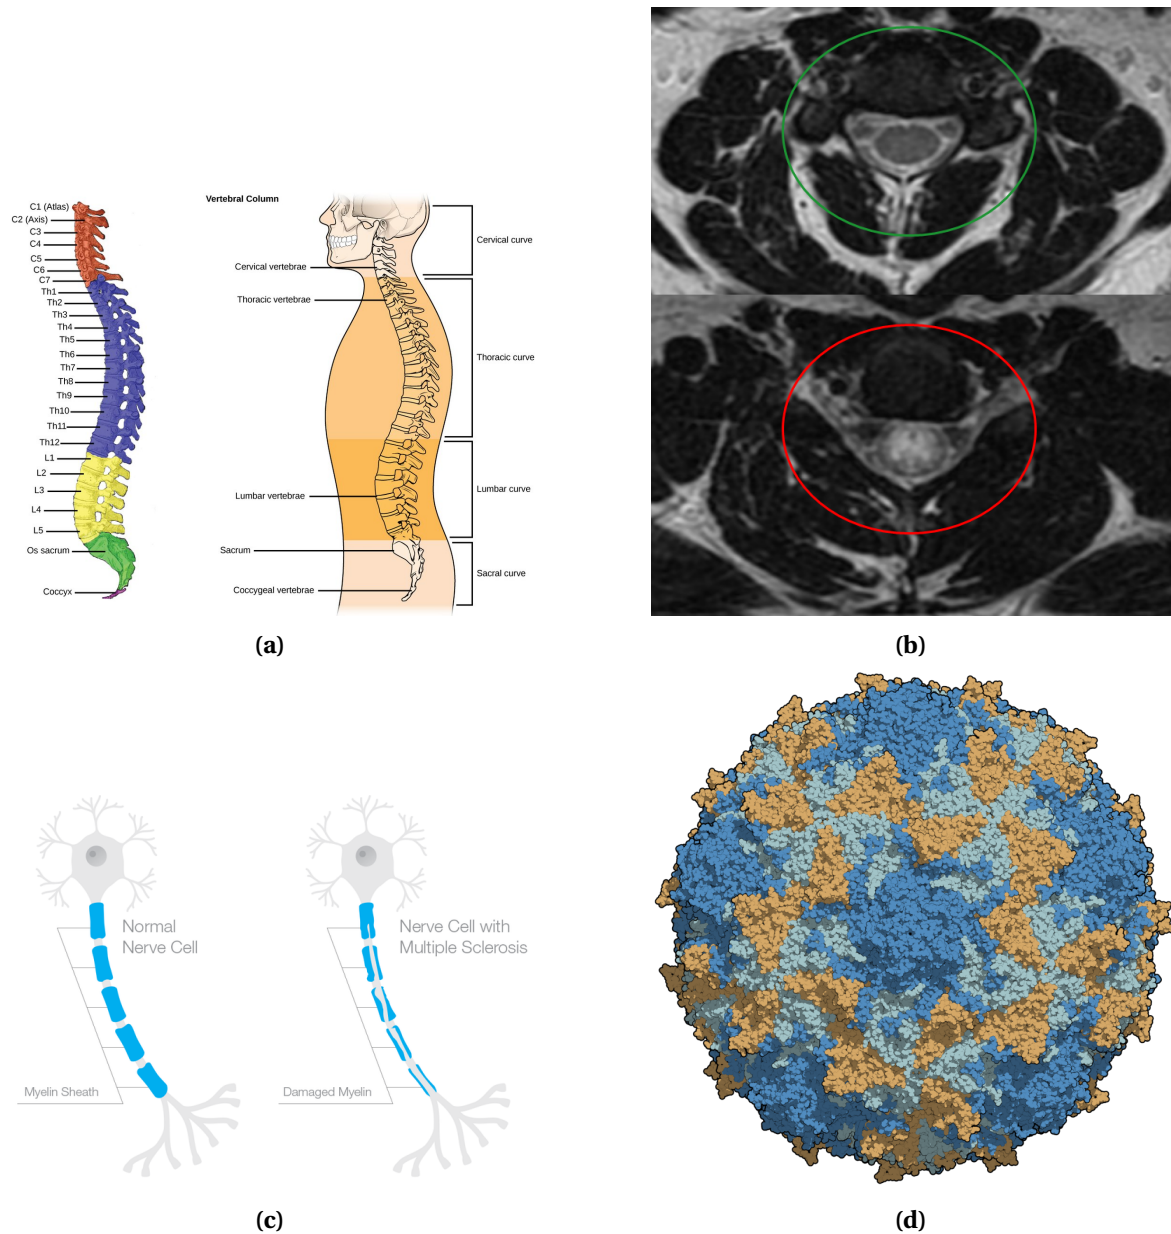 C1 (Atlas)
C2 (Axis)
C3
C4
C5
C6
C7
Th1
Th2
Th3
Th4
Th5
Th6
Th7
Th8
Th9
Th10
Th11
Th12
L1
L2
L3
L4
L5
Os sacrum
Coccyx
Vertebral Column
Cervical vertebrae
Thoracic vertebrae
Lumbar vertebrae
Sacrum
Coccygeal vertebrae
Cervical curve
Thoracic curve
Lumbar curve
Sacral curve
(a)
(b)
Normal
Nerve Cell
Myelin Sheath
Nerve Cell with
Multiple Sclerosis
Damaged Myelin
(c)
(d)